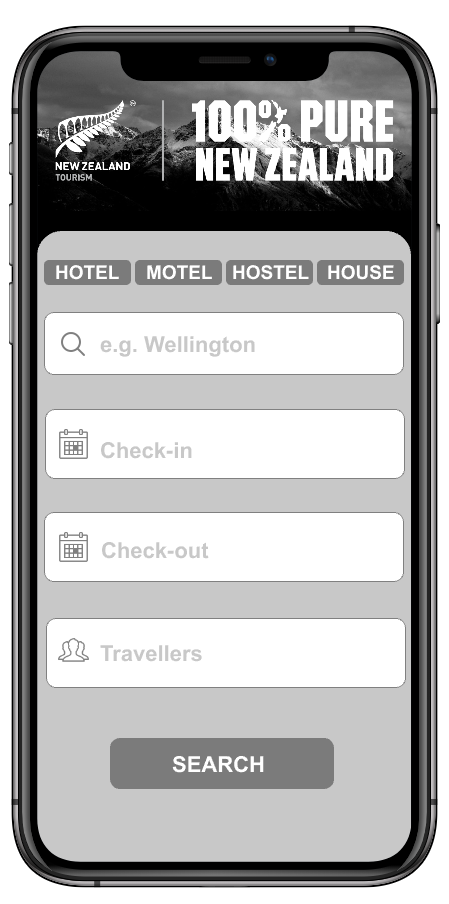 100% PURE
NEW ZEALAND
NEW ZEALAND
TOURISM
HOTEL MOTEL HOSTEL HOUSE
e.g. Wellington
Check-in
Check-out
Travellers
SEARCH